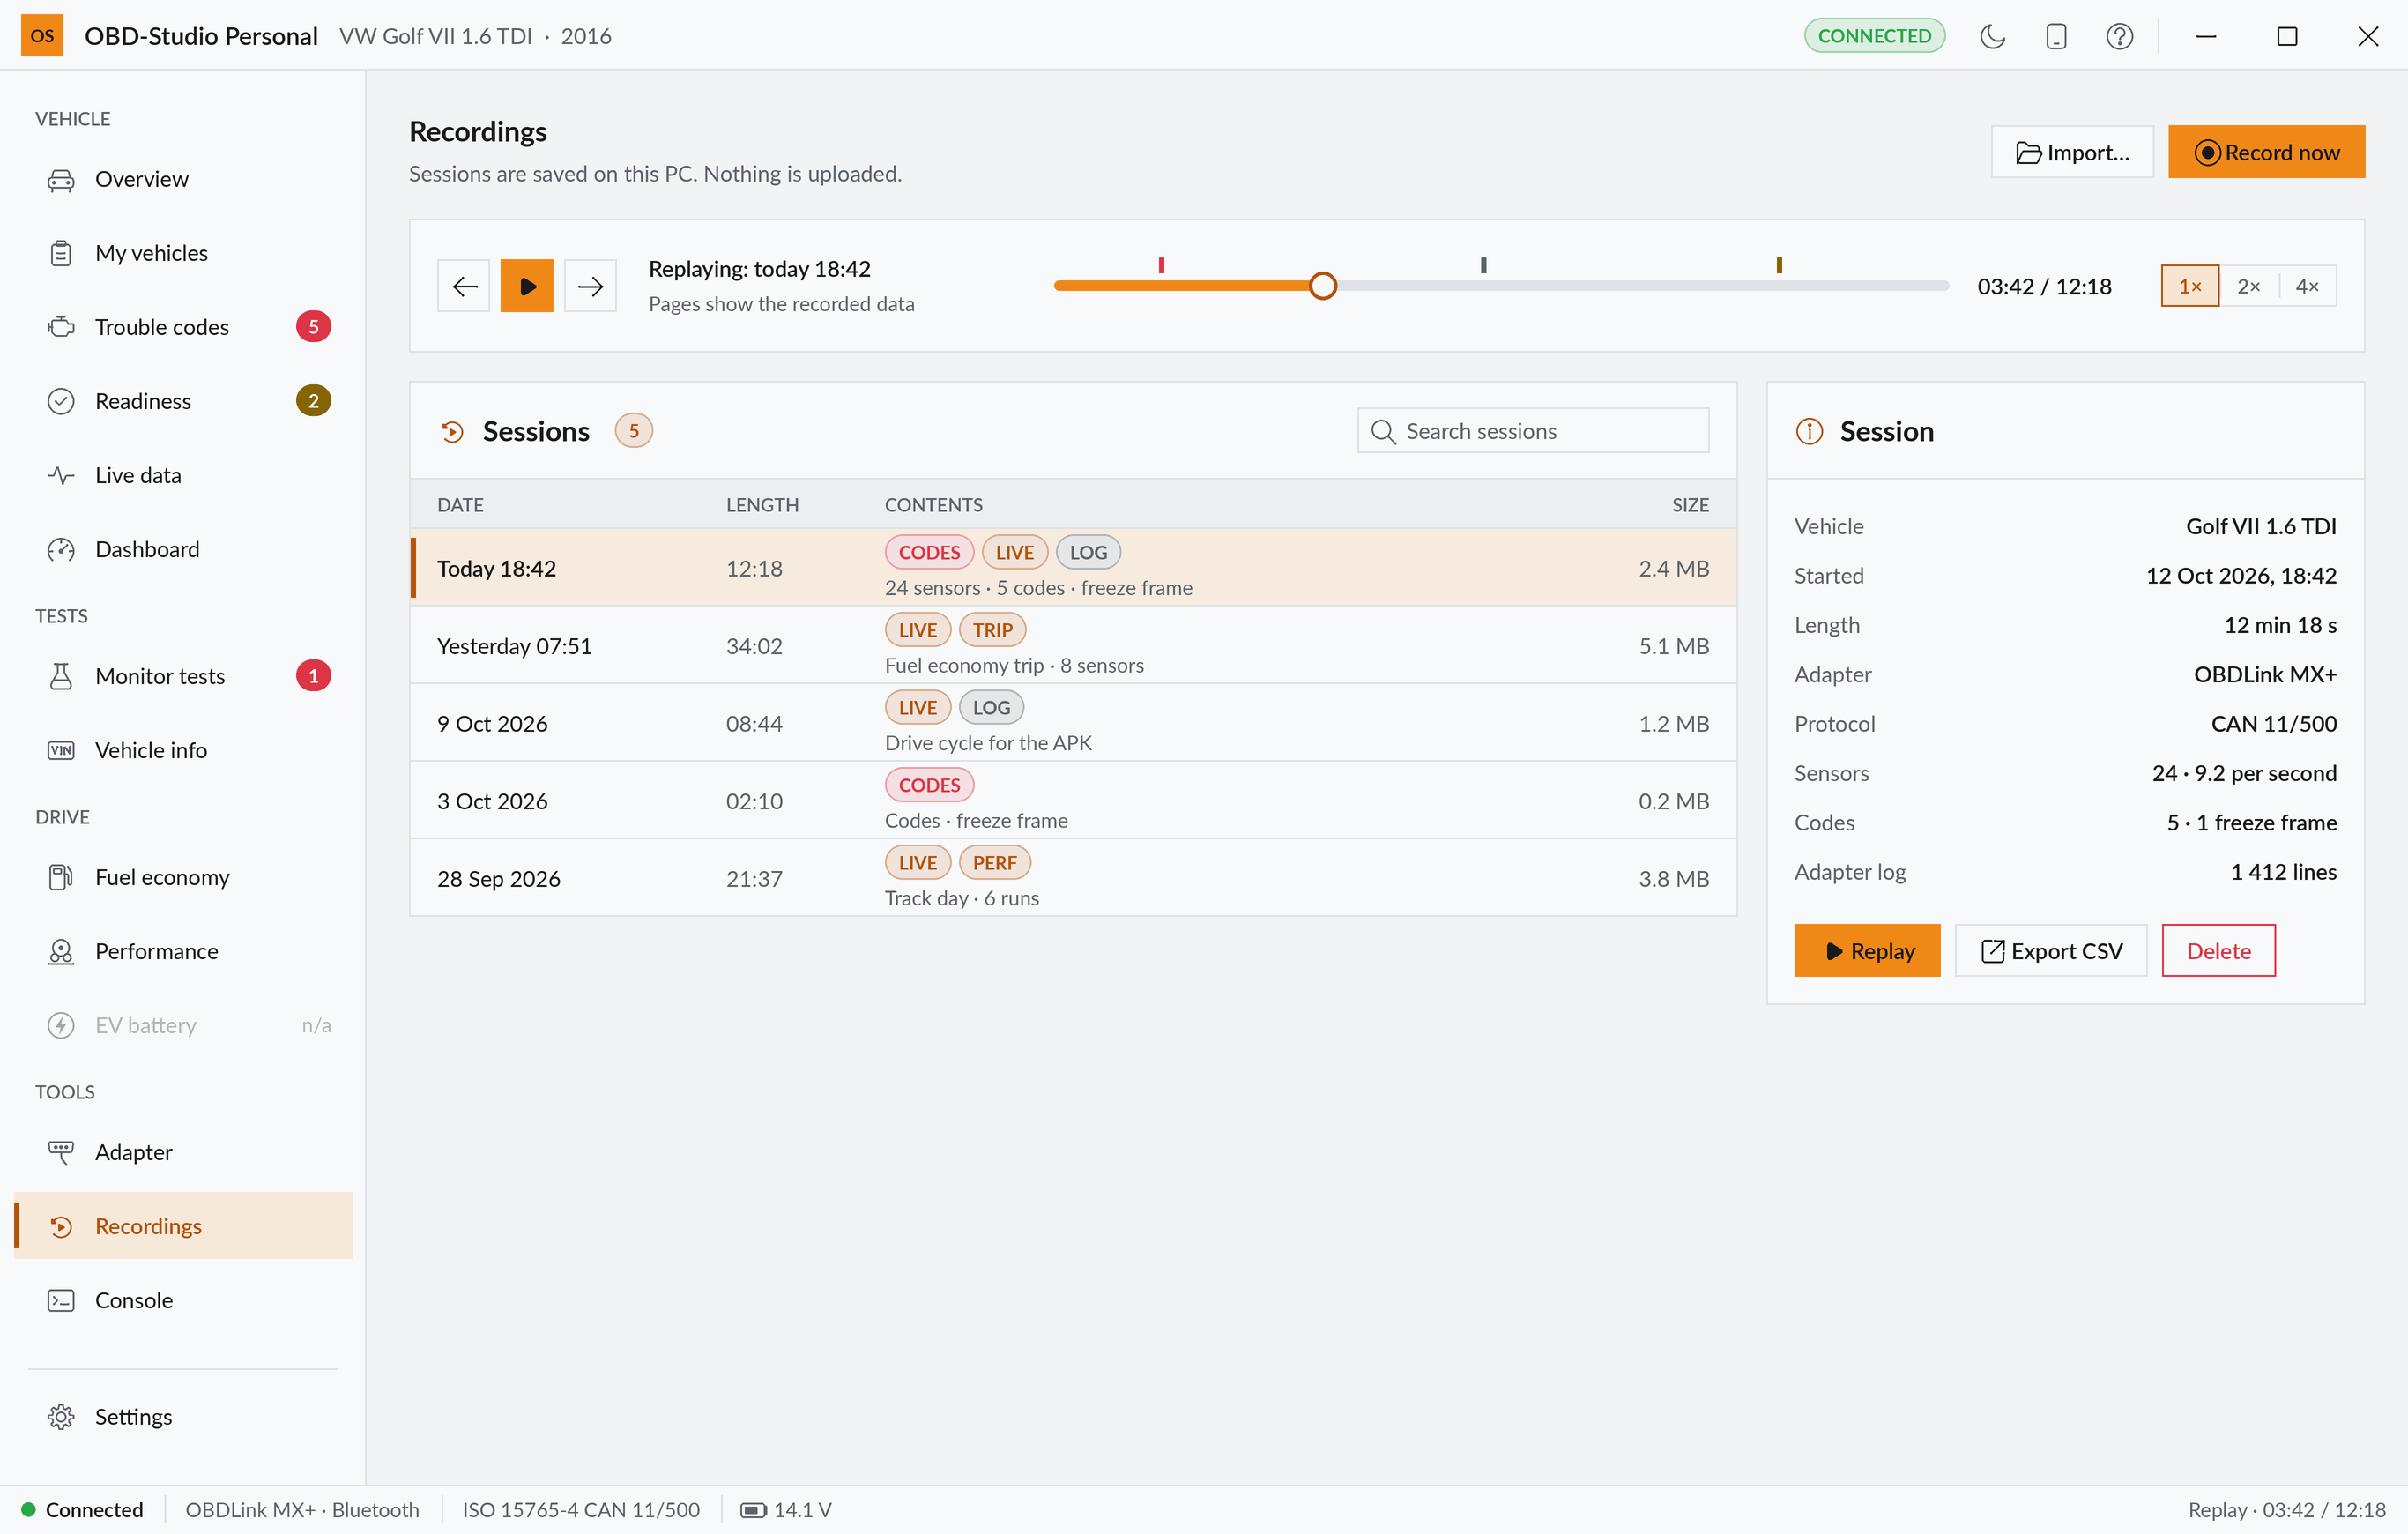 OS OBD-Studio Personal VW Golf VII 1.6 TDI · 2016 CONNECTED
VEHICLE
Overview
My vehicles
Trouble codes 5
Readiness 2
Live data
Dashboard
TESTS
Monitor tests 1
VIN Vehicle info
DRIVE
Fuel economy
Performance
EV battery n/a
TOOLS
Adapter
Recordings
Console
Settings
Recordings
Sessions are saved on this PC. Nothing is uploaded.
Import... Record now
Replaying: today 18:42
Pages show the recorded data
03:42 / 12:18 1× 2× 4×
Sessions 5 Search sessions
DATE LENGTH CONTENTS SIZE
Today 18:42 12:18 CODES LIVE LOG 2.4 MB
24 sensors · 5 codes · freeze frame
Yesterday 07:51 34:02 LIVE TRIP 5.1 MB
Fuel economy trip · 8 sensors
9 Oct 2026 08:44 LIVE LOG 1.2 MB
Drive cycle for the APK
3 Oct 2026 02:10 CODES 0.2 MB
Codes · freeze frame
28 Sep 2026 21:37 LIVE PERF 3.8 MB
Track day · 6 runs
Session
Vehicle Golf VII 1.6 TDI
Started 12 Oct 2026, 18:42
Length 12 min 18 s
Adapter OBDLink MX+
Protocol CAN 11/500
Sensors 24 · 9.2 per second
Codes 5 · 1 freeze frame
Adapter log 1 412 lines
Replay Export CSV Delete
Connected OBDLink MX+ · Bluetooth ISO 15765-4 CAN 11/500 14.1 V Replay · 03:42 / 12:18